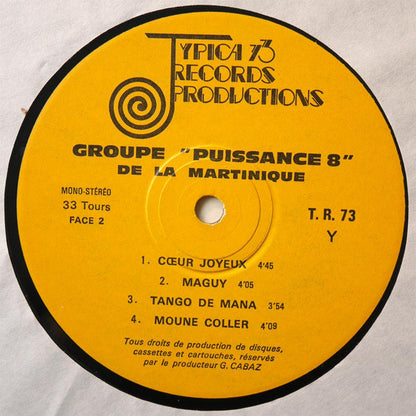 TYPICA 73
RECORDS
PRODUCTIONS
GROUPE "PUISSANCE 8"
DE LA MARTINIQUE
MONO-STÉRÉO
33 Tours
FACE 2
T. R. 73
Y
1. CŒUR JOYEUX 4'45
2. MAGUY 4'05
3. TANGO DE MANA 3'54
4. MOUNE COLLER 4'09
Tous droits de production de disques,
cassettes et cartouches, réservés
par le producteur G. CABAZ